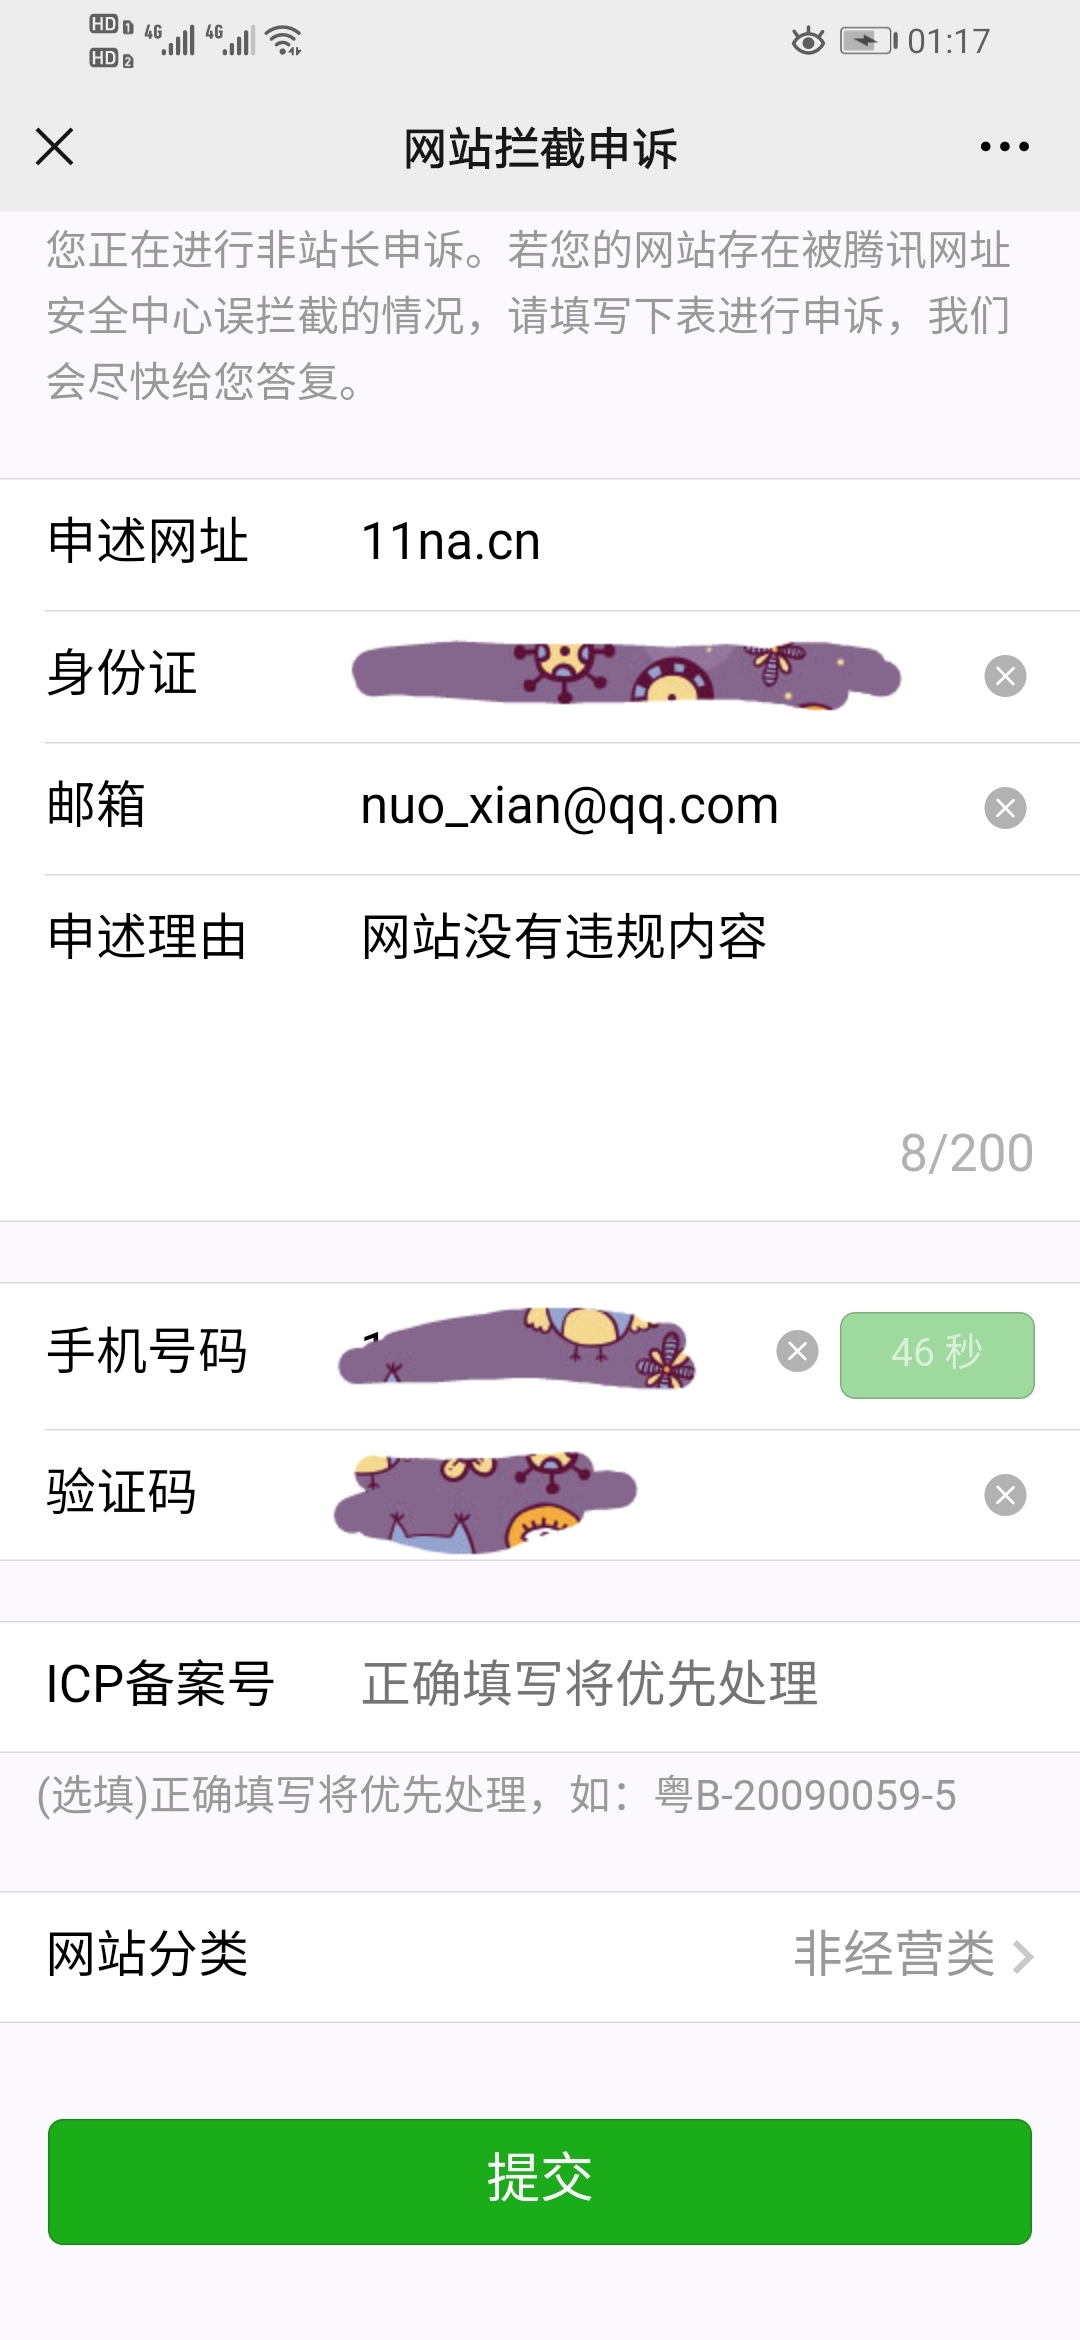 HD 1 4G 4G
HD 2
01:17
网站拦截申诉
您正在进行非站长申诉。若您的网站存在被腾讯网址
安全中心误拦截的情况，请填写下表进行申诉，我们
会尽快给您答复。
申述网址 11na.cn
身份证
邮箱 nuo_xian@qq.com
申述理由 网站没有违规内容
8/200
手机号码 46 秒
验证码
ICP备案号 正确填写将优先处理
(选填)正确填写将优先处理，如：粤B-20090059-5
网站分类 非经营类
提交